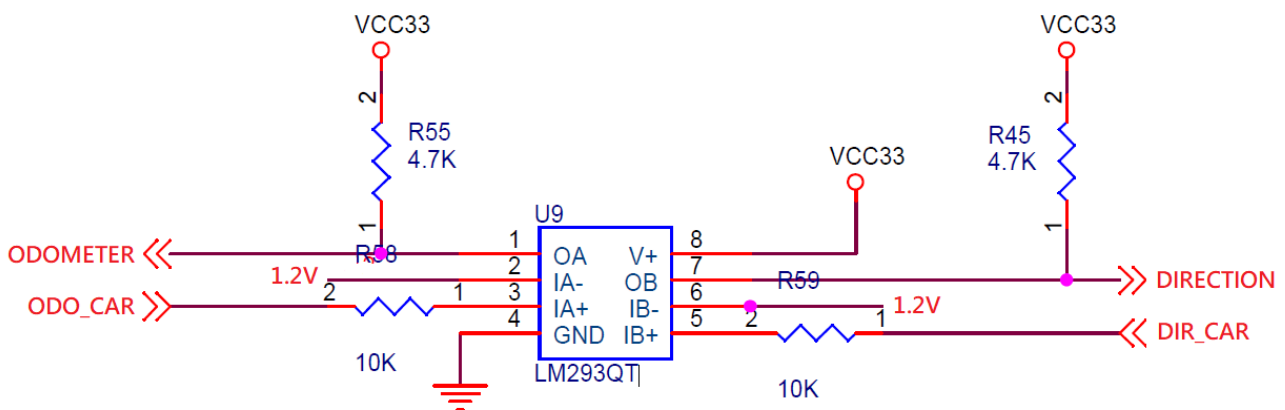 VCC33
VCC33
2
R55
4.7K
1
2
R45
4.7K
1
VCC33
U9
ODOMETER
R58
2
1
OA
V+
8
1.2V
2
IA-
OB
7
R59
DIRECTION
ODO_CAR
2
1
3
IA+
IB-
6
1.2V
4
GND
IB+
5
2
1
DIR_CAR
10K
LM293QT
10K